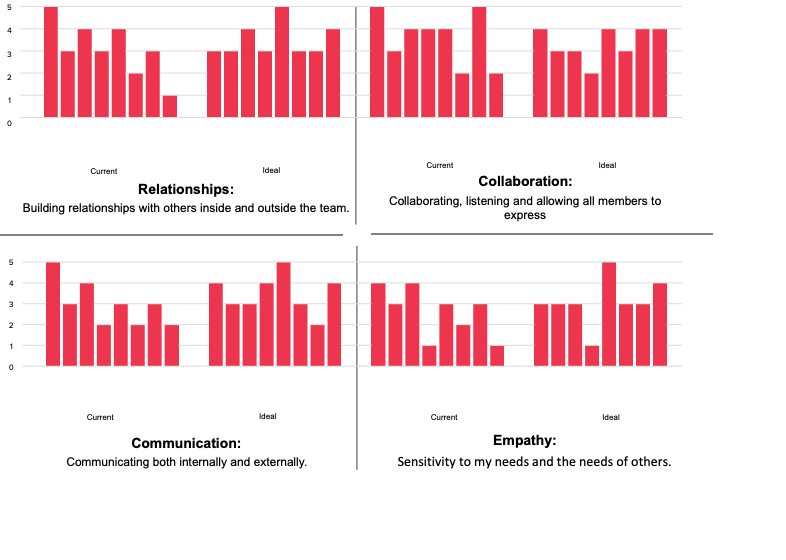 5
4
3
2
1
0
Current
Ideal
Relationships:
Building relationships with others inside and outside the team.
Current
Ideal
Collaboration:
Collaborating, listening and allowing all members to
express
5
4
3
2
1
0
Current
Ideal
Communication:
Communicating both internally and externally.
Current
Ideal
Empathy:
Sensitivity to my needs and the needs of others.